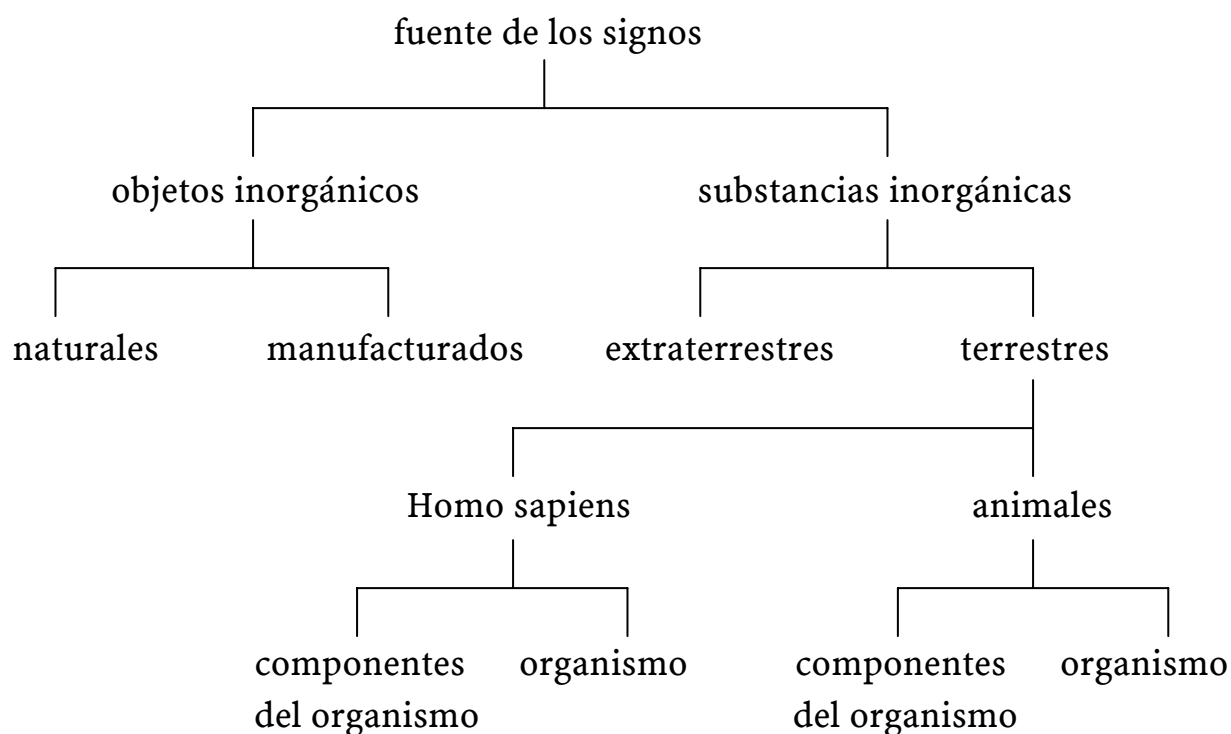 fuente de los signos
objetos inorgánicos
substancias inorgánicas
naturales
manufacturados
extraterrestres
terrestres
Homo sapiens
animales
componentes
del organismo
organismo
componentes
del organismo
organismo